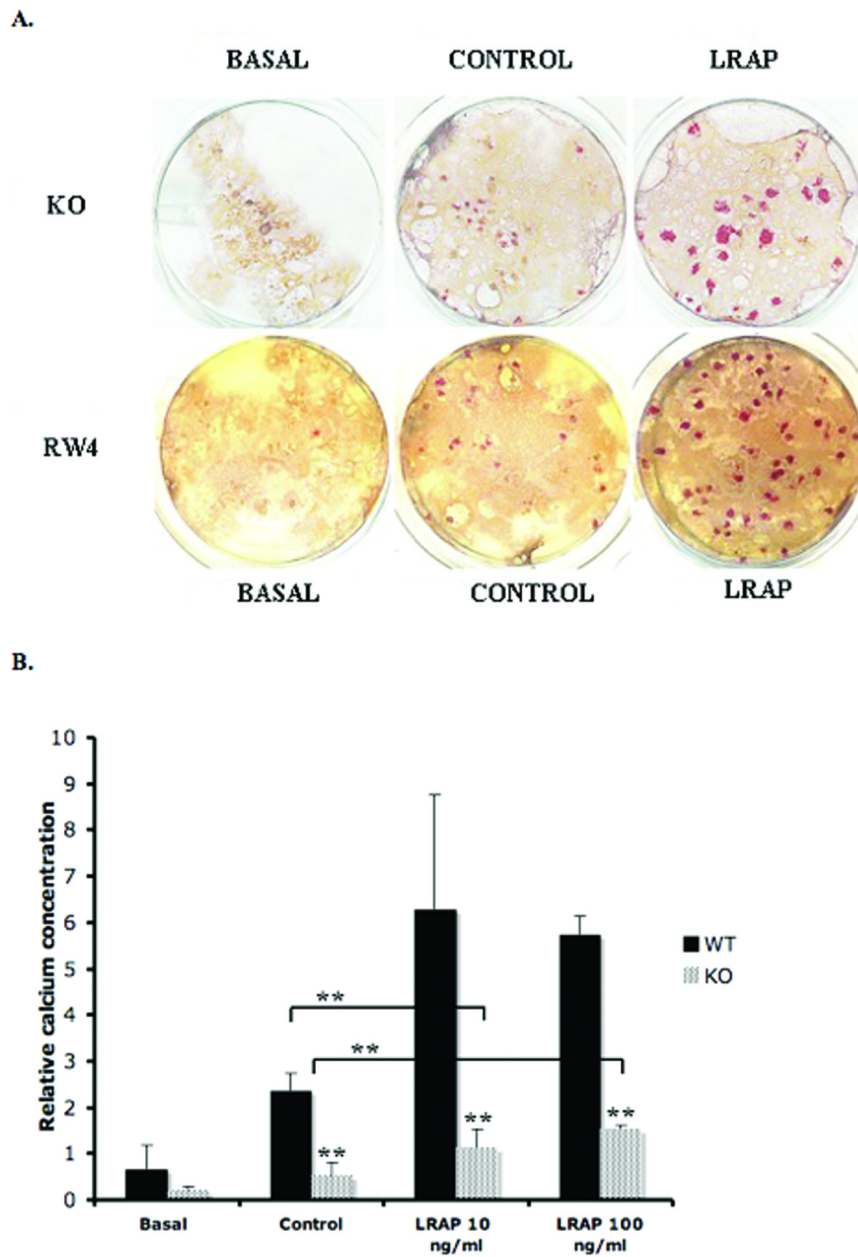 A.
BASAL CONTROL LRAP
KO
RW4
BASAL CONTROL LRAP
B.
Relative calcium concentration
10
9
8
7
6
5
4
3
2
1
0
**
**
**
**
**
WT
KO
Basal Control LRAP 10 ng/ml LRAP 100 ng/ml